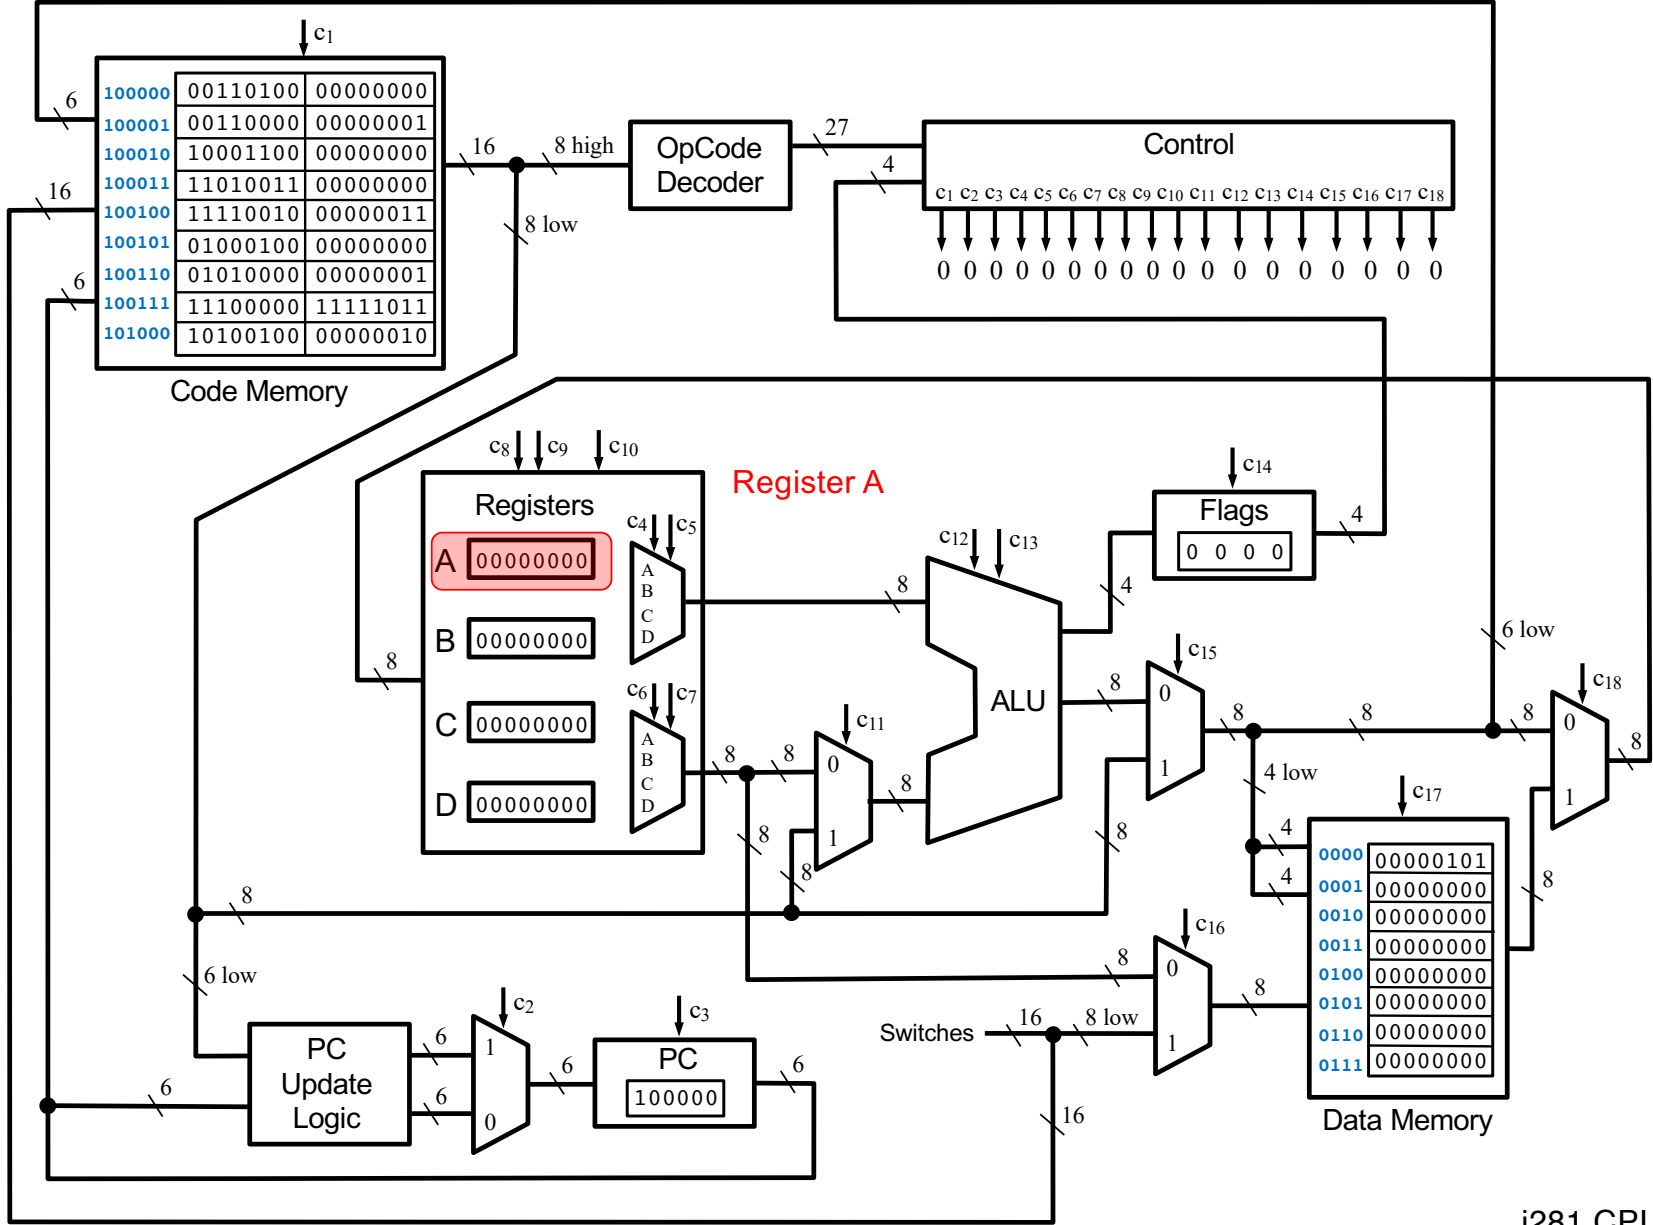 c1
100000 00110100 00000000
100001 00110000 00000001
100010 10001100 00000000
100011 11010011 00000000
100100 11110010 00000011
100101 01000100 00000000
100110 01010000 00000001
100111 11100000 11111011
101000 10100100 00000010
Code Memory
6
16
6
16
8 high
8 low
OpCode
Decoder
27
4
Control
c1 c2 c3 c4 c5 c6 c7 c8 c9 c10 c11 c12 c13 c14 c15 c16 c17 c18
0 0 0 0 0 0 0 0 0 0 0 0 0 0 0 0 0 0
c8 c9 c10
Registers
Register A
A 00000000
B 00000000
C 00000000
D 00000000
c4 c5
A
B
C
D
c6 c7
A
B
C
D
8
8
8
8
8
8
c11
0
1
8
8
c12 c13
ALU
4
8
c14
Flags
0 0 0 0
4
c15
0
1
8
8
8
6 low
8
c18
0
1
8
4 low
4
4
c17
0000 00000101
0001 00000000
0010 00000000
0011 00000000
0100 00000000
0101 00000000
0110 00000000
0111 00000000
Data Memory
8
c16
0
1
8
8
Switches
16
8 low
16
6 low
PC
Update
Logic
6
6
6
c2
1
0
6
c3
PC
100000
6
i281 CPU